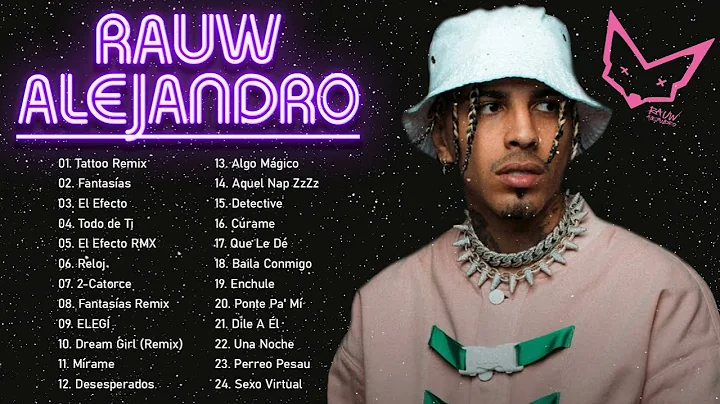 RAUW
ALEJANDRO
01. Tattoo Remix
02. Fantasías
03. El Efecto
04. Todo de Ti
05. El Efecto RMX
06. Reloj
07. 2-Catorce
08. Fantasías Remix
09. ELEGÍ
10. Dream Girl (Remix)
11. Mírame
12. Desesperados
13. Algo Mágico
14. Aquel Nap ZzZz
15. Detective
16. Cúrame
17. Que Le Dé
18. Baila Conmigo
19. Enchule
20. Ponte Pa' Mí
21. Dile A Él
22. Una Noche
23. Perreo Pesau
24. Sexo Virtual
RAUW
ALEJANDRO